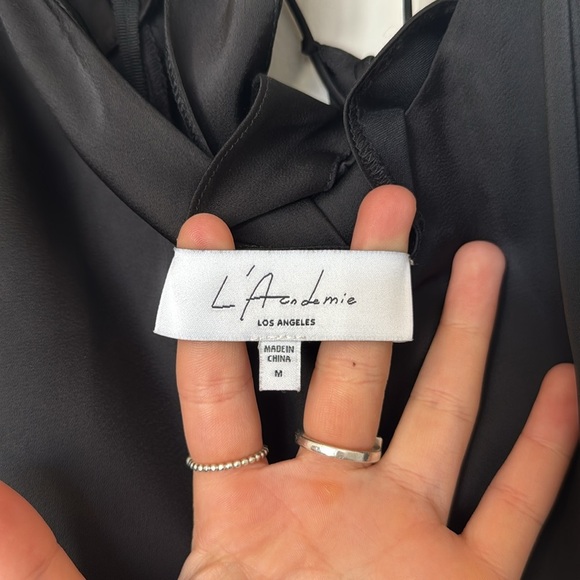 L'Academie
LOS ANGELES
MADE IN
CHINA
M